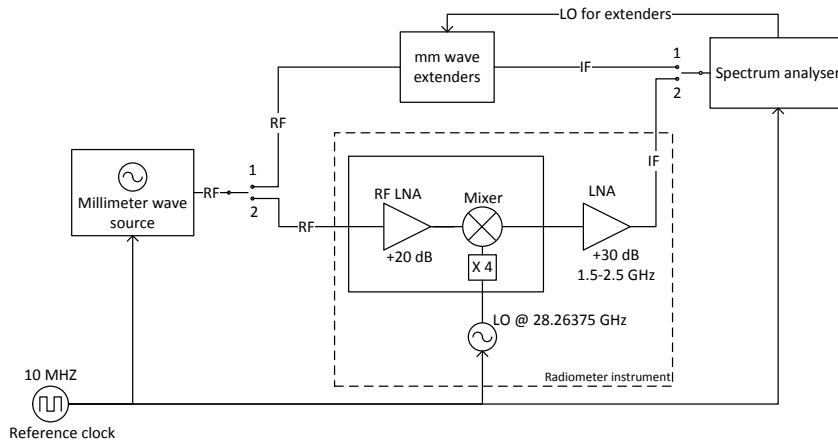 LO for extenders
mm wave
extenders
IF
1
2
Spectrum analyser
RF
Millimeter wave
source
RF
1
2
RF
IF
RF LNA
+20 dB
Mixer
X 4
LNA
+30 dB
1.5-2.5 GHz
LO @ 28.26375 GHz
Radiometer instrument
10 MHZ
Reference clock